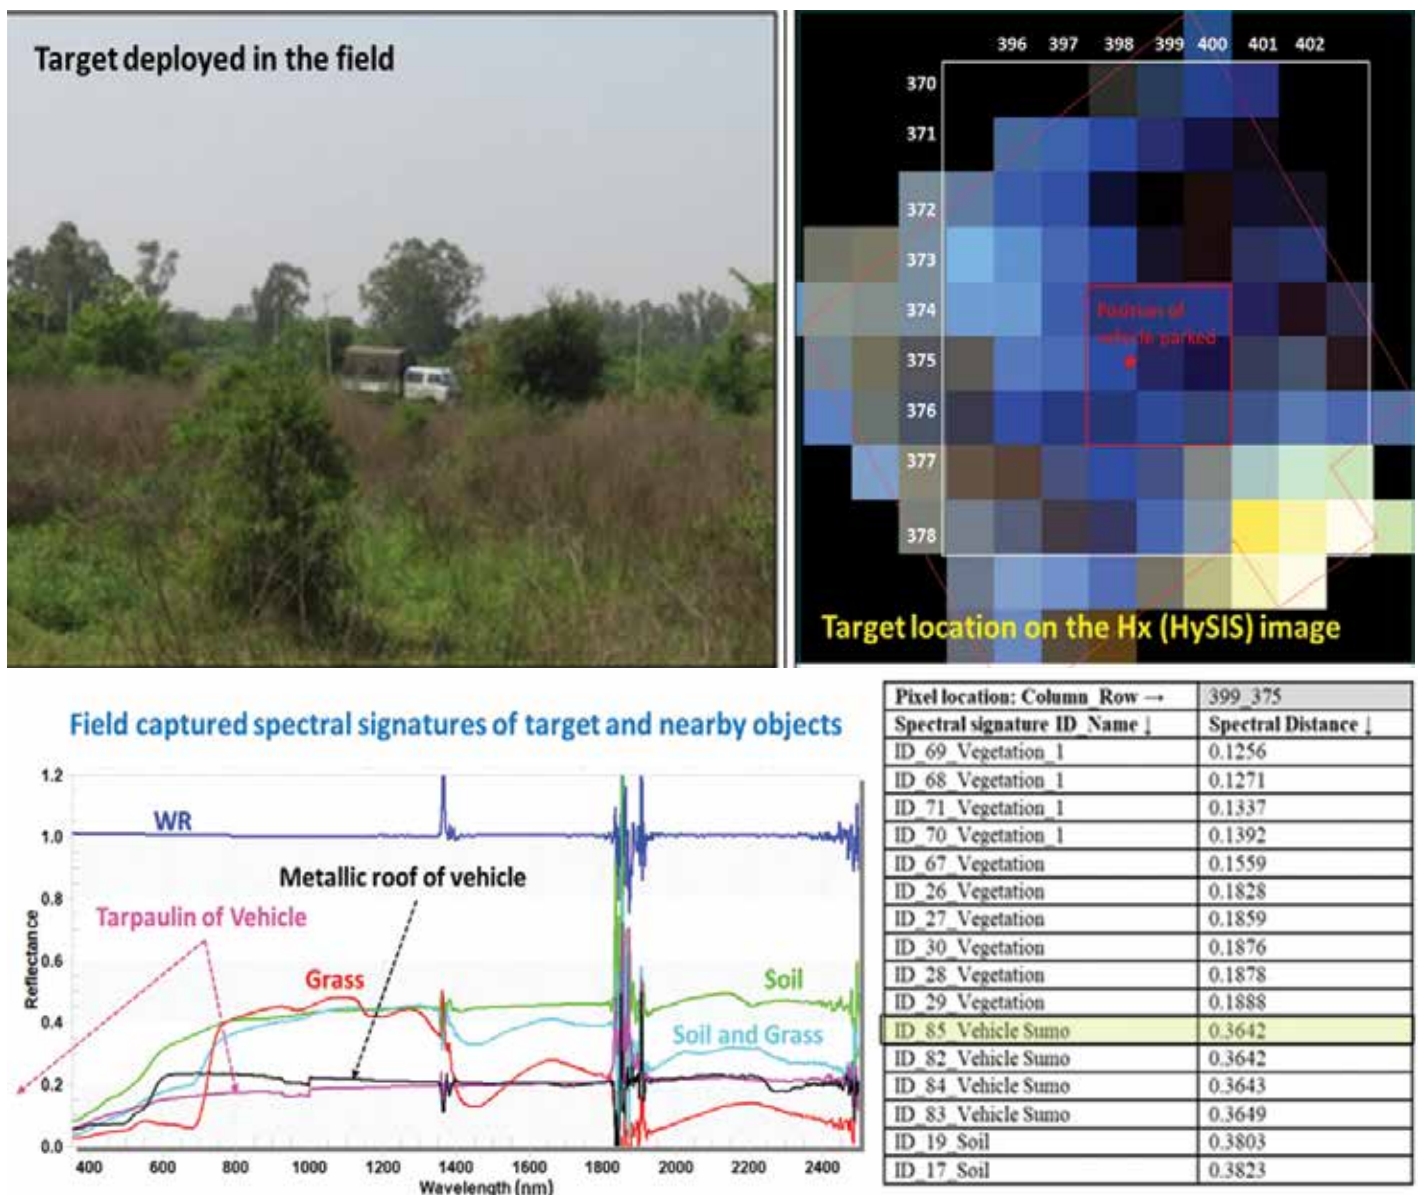 Target deployed in the field
396 397 398 399 400 401 402
370
371
372
373
374
375
376
377
378
Position of
vehicle parked
Target location on the Hx (HySIS) image
Field captured spectral signatures of target and nearby objects
1.2
1.0
0.8
0.6
0.4
0.2
0.0
Reflectance
WR
Metallic roof of vehicle
Tarpaulin of Vehicle
Grass
Soil
Soil and Grass
400 600 800 1000 1200 1400 1600 1800 2000 2200 2400
Wavelength (nm)
Pixel location: Column_Row → 399_375
Spectral signature ID_Name ↓ Spectral Distance ↓
ID_69_Vegetation_1 0.1256
ID_68_Vegetation_1 0.1271
ID_71_Vegetation_1 0.1337
ID_70_Vegetation_1 0.1392
ID_67_Vegetation 0.1559
ID_26_Vegetation 0.1828
ID_27_Vegetation 0.1859
ID_30_Vegetation 0.1876
ID_28_Vegetation 0.1878
ID_29_Vegetation 0.1888
ID_85_Vehicle Sumo 0.3642
ID_82_Vehicle Sumo 0.3642
ID_84_Vehicle Sumo 0.3643
ID_83_Vehicle Sumo 0.3649
ID_19_Soil 0.3803
ID_17_Soil 0.3823